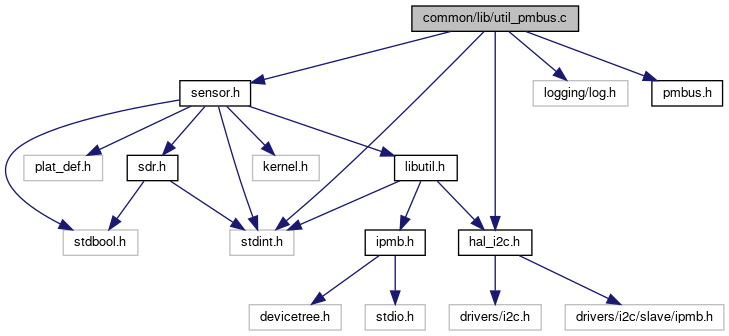 common/lib/util_pmbus.c
sensor.h
logging/log.h
pmbus.h
plat_def.h
sdr.h
kernel.h
libutil.h
stdbool.h
stdint.h
ipmb.h
hal_i2c.h
devicetree.h
stdio.h
drivers/i2c.h
drivers/i2c/slave/ipmb.h